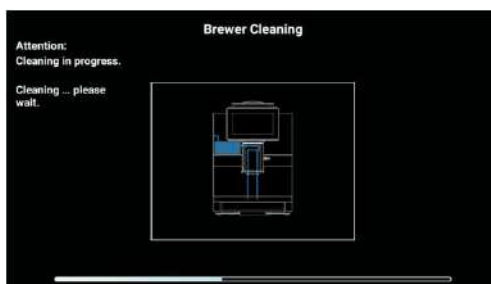 Brewer Cleaning
Attention:
Cleaning in progress.
Cleaning ... please
wait.